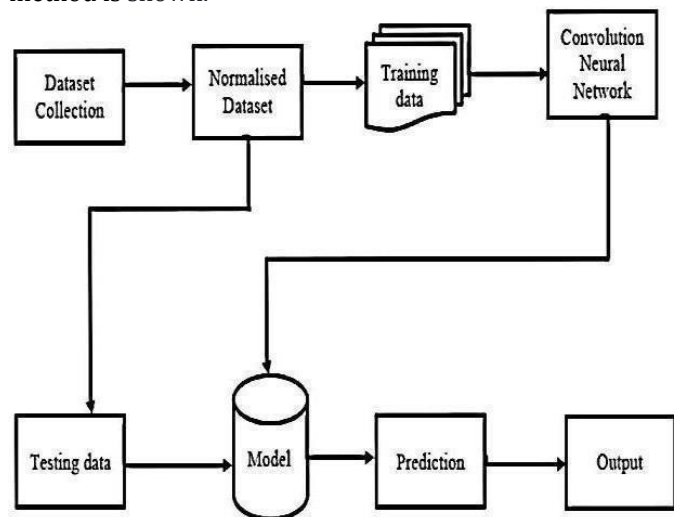 method is shown.
Dataset
Collection
Normalised
Dataset
Training
data
Convolution
Neural
Network
Testing data
Model
Prediction
Output